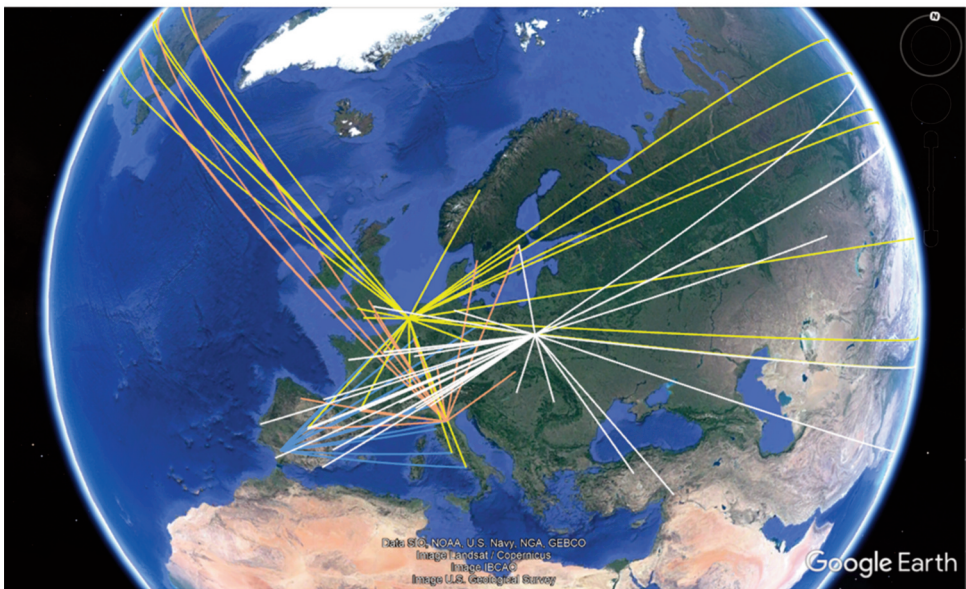 N
Data SIO, NOAA, U.S. Navy, NGA, GEBCO
Image Landsat / Copernicus
Image IBCAO
Image U.S. Geological Survey
Google Earth